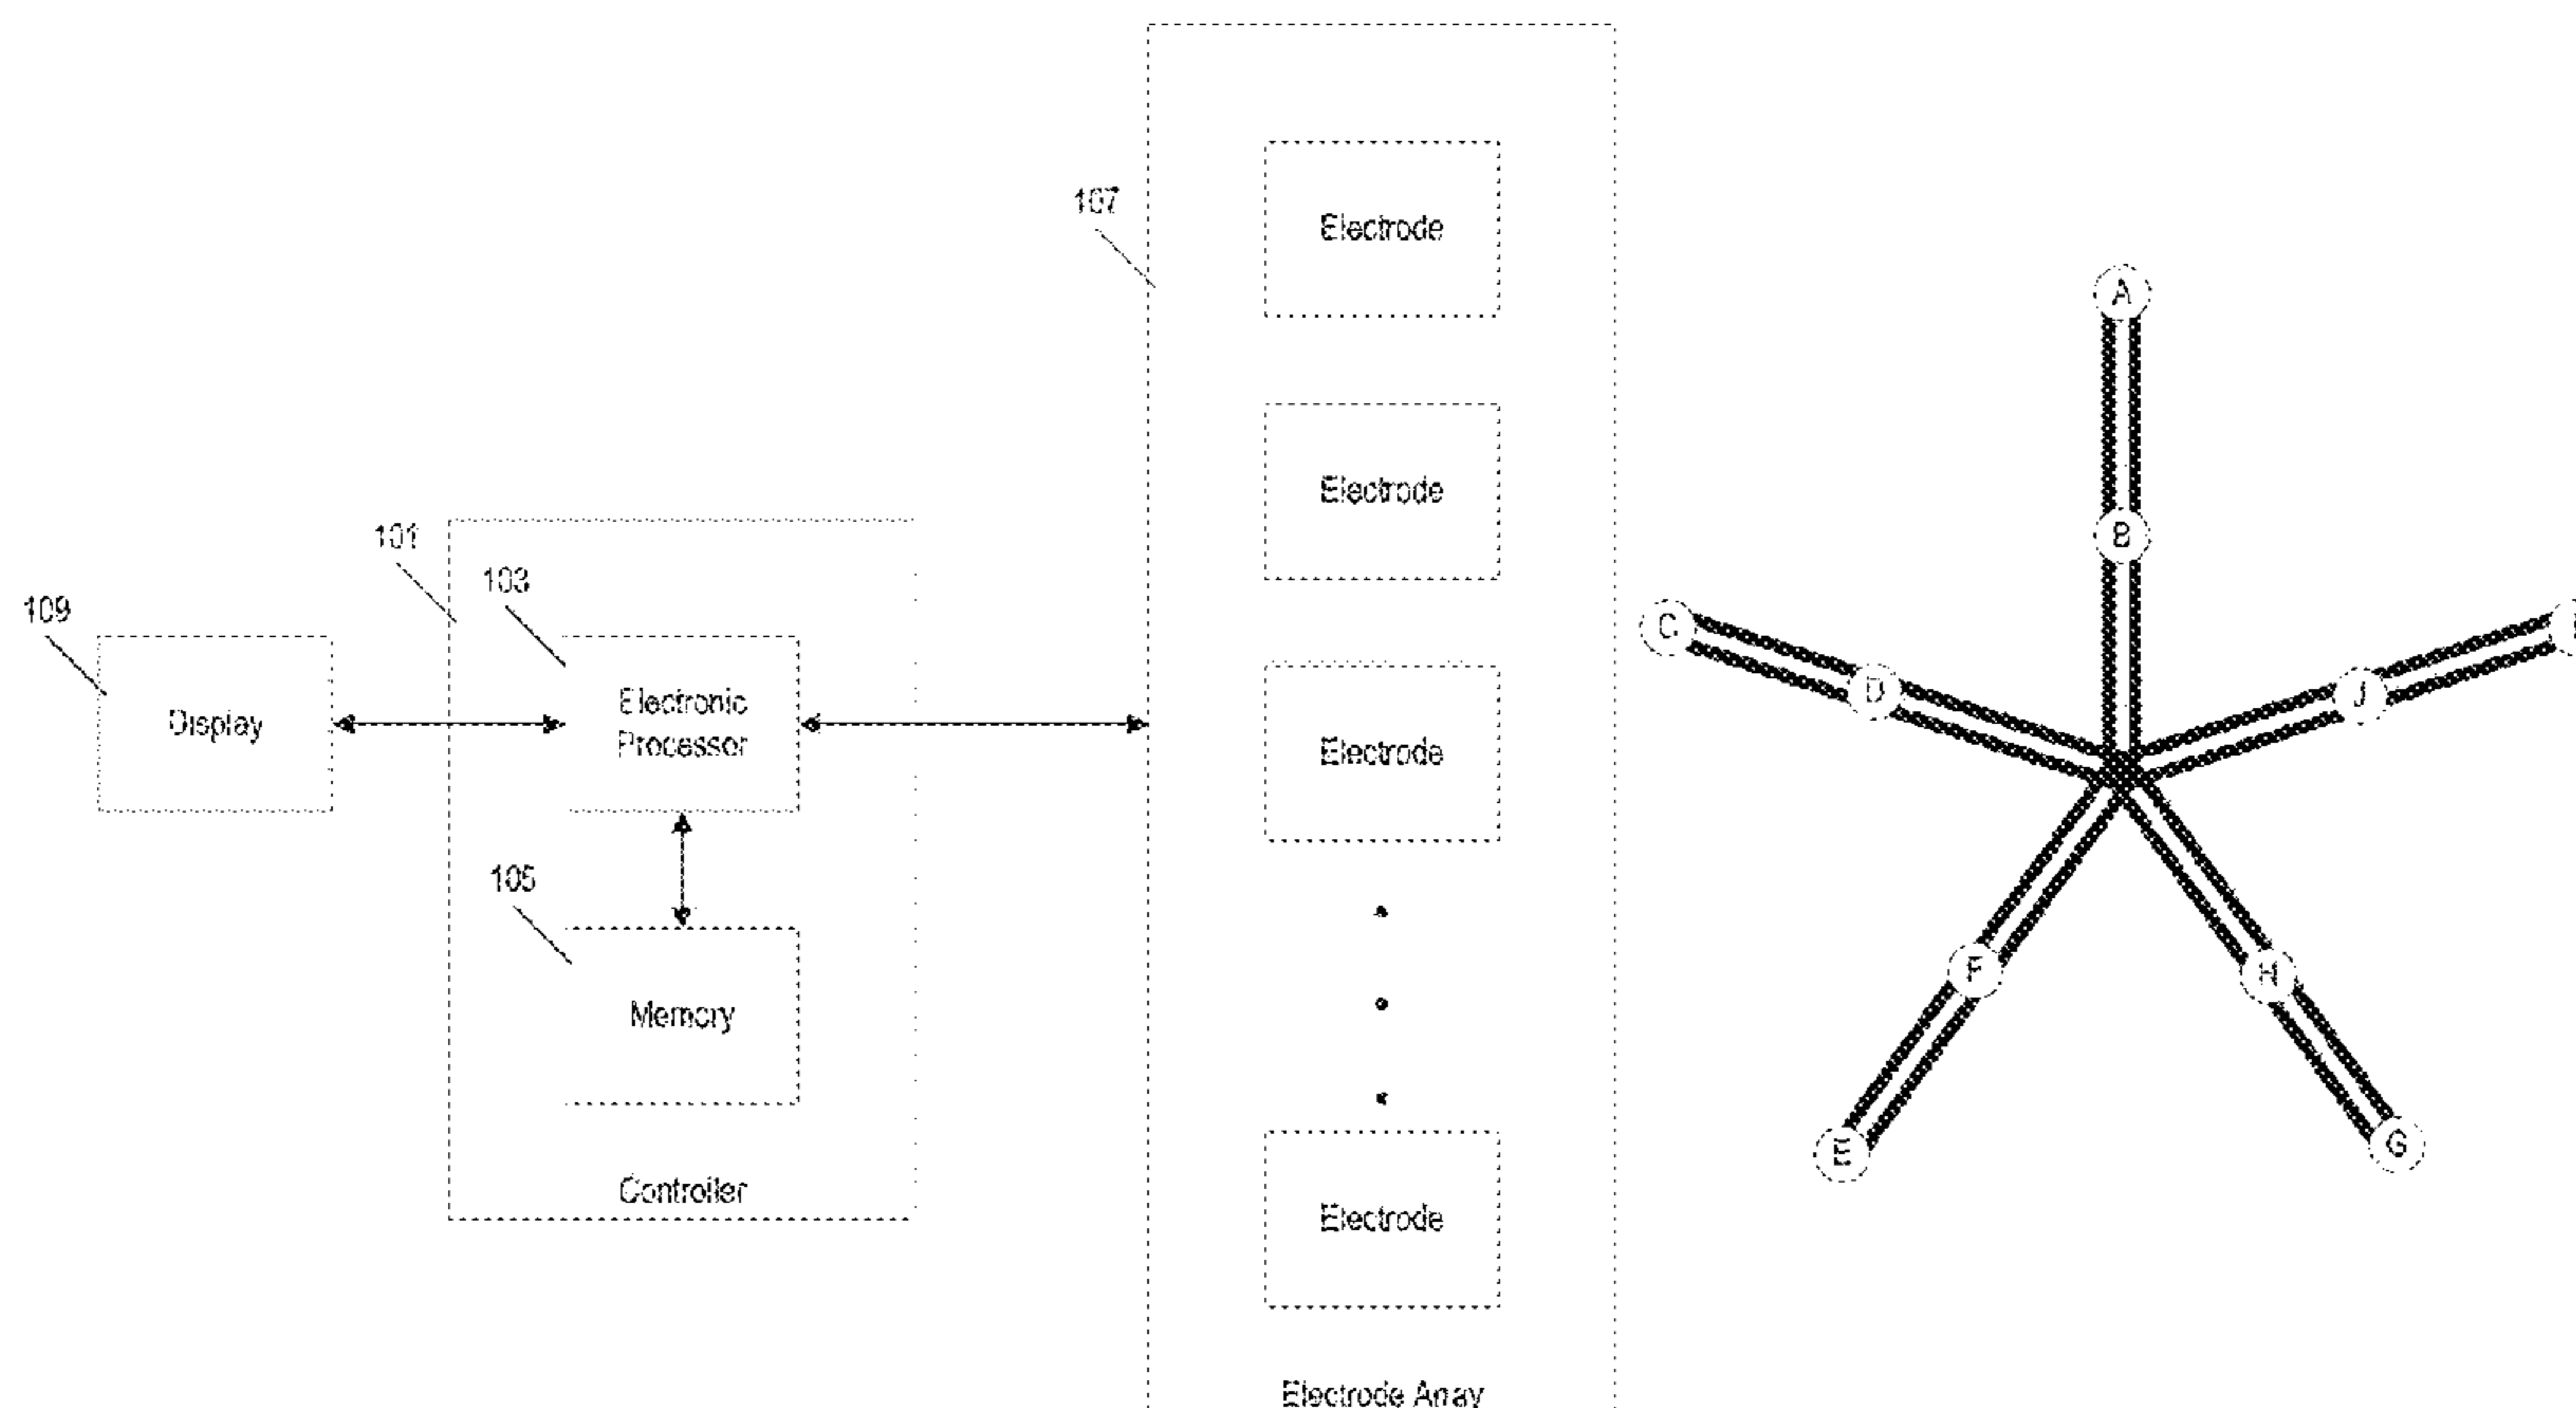 107
Electrode
Electrode
101
103
109
Display
Electronic
Processor
Electrode
105
Memory
Controller
Electrode
Electrode Array
A
B
C
D
J
F
H
E
G